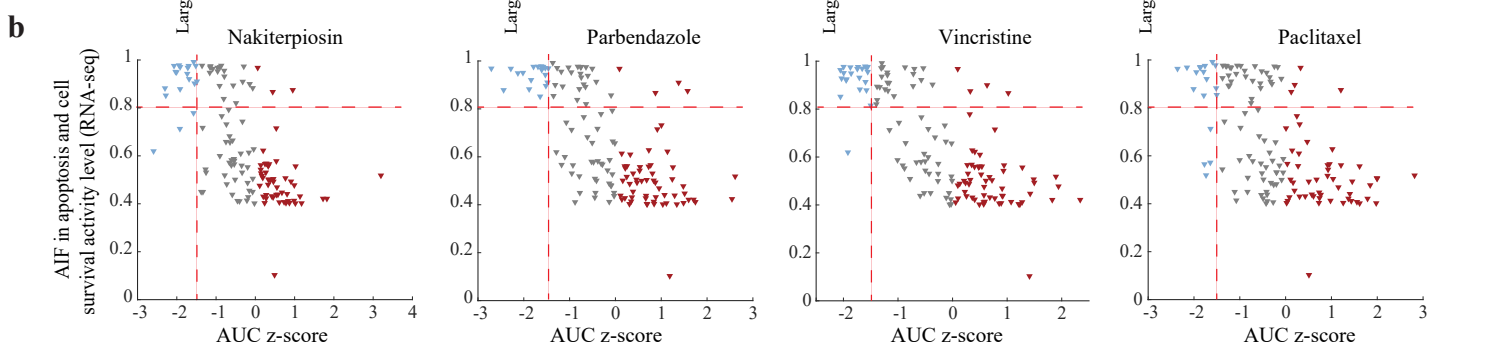 b
Larg Larg Larg Larg
Nakiterpiosin Parbendazole Vincristine Paclitaxel
AIF in apoptosis and cell
survival activity level (RNA-seq)
1 1 1 1
0.8 0.8 0.8 0.8
0.6 0.6 0.6 0.6
0.4 0.4 0.4 0.4
0.2 0.2 0.2 0.2
0 0 0 0
-3 -2 -1 0 1 2 3 4 -3 -2 -1 0 1 2 3 -2 -1 0 1 2 -3 -2 -1 0 1 2 3
AUC z-score AUC z-score AUC z-score AUC z-score